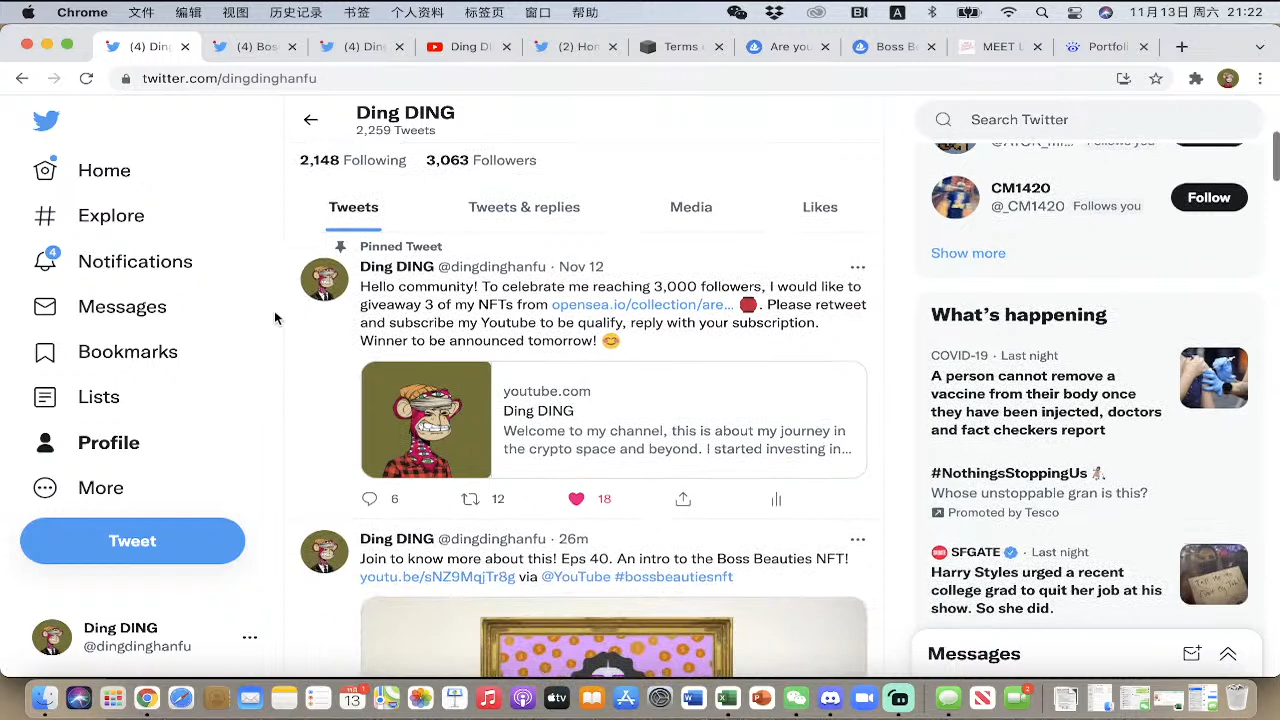 Chrome 文件 编辑 视图 历史记录 书签 个人资料 标签页 窗口 帮助 11月13日周六 21:22
(4) Din (4) Bos (4) Din Ding DI (2) Hon Terms Are you Boss B MEET L Portfol
twitter.com/dingdinghanfu
Ding DING
2,259 Tweets
2,148 Following 3,063 Followers
Tweets Tweets & replies Media Likes
Home
Explore
4
Notifications
Messages
Bookmarks
Lists
Profile
More
Tweet
Ding DING
@dingdinghanfu
Pinned Tweet
Ding DING @dingdinghanfu · Nov 12
Hello community! To celebrate me reaching 3,000 followers, I would like to
giveaway 3 of my NFTs from opensea.io/collection/are... . Please retweet
and subscribe my Youtube to be qualify, reply with your subscription.
Winner to be announced tomorrow!
youtube.com
Ding DING
Welcome to my channel, this is about my journey in
the crypto space and beyond. I started investing in...
6 12 18
Ding DING @dingdinghanfu · 26m
Join to know more about this! Eps 40. An intro to the Boss Beauties NFT!
youtu.be/sNZ9MqjTr8g via @YouTube #bossbeautiesnft
Search Twitter
Follows you
CM1420
@_CM1420 Follows you
Follow
Show more
What's happening
COVID-19 · Last night
A person cannot remove a
vaccine from their body once
they have been injected, doctors
and fact checkers report
#NothingsStoppingUs
Whose unstoppable gran is this?
Promoted by Tesco
SFGATE · Last night
Harry Styles urged a recent
college grad to quit her job at his
show. So she did.
Messages